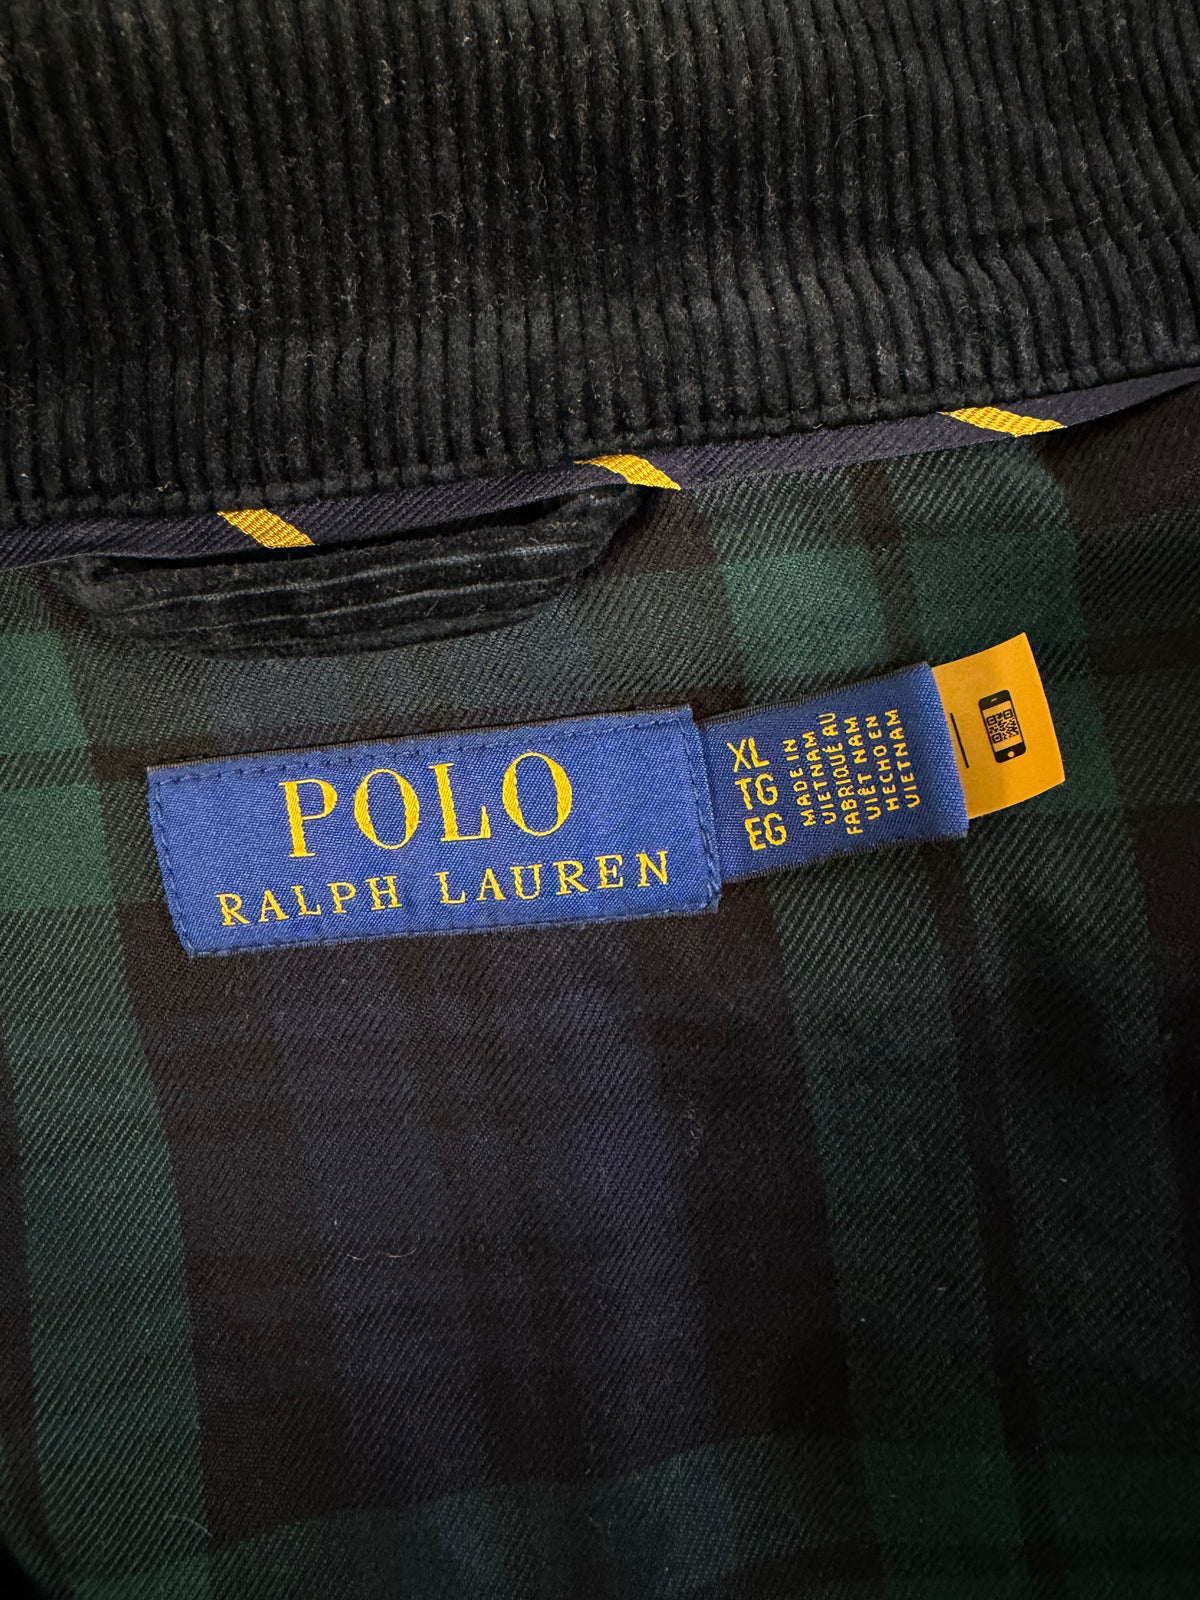 POLO
RALPH LAUREN
XL
TG
EG
MADE IN
VIETNAM
FABRIQUÉ AU
VIÊT NAM
HECHO EN
VIETNAM